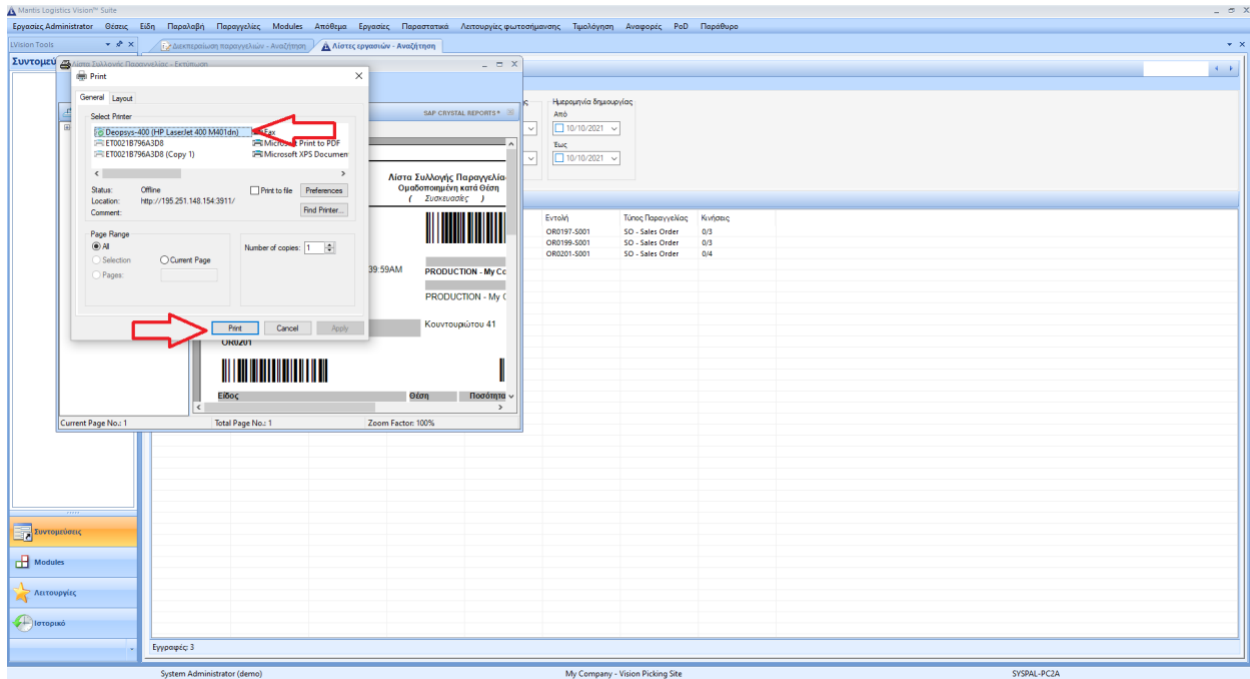 Mantis Logistics Vision™ Suite
Εργασίες Administrator Θέσεις Είδη Παραλαβή Παραγγελίες Modules Απόθεμα Εργασίες Παραστατικά Λειτουργίες φωτοσήμανσης Τιμολόγηση Αναφορές PoD Παράθυρο
LVision Tools
Διεκπεραίωση παραγγελιών - Αναζήτηση
Λίστες εργασιών - Αναζήτηση
Λίστα Συλλογής Παραγγελίας - Εκτύπωση
Print
General Layout
Select Printer
Deopsys-400 (HP LaserJet 400 M401dn)
Fax
ET0021B796A3D8
Microsoft Print to PDF
ET0021B796A3D8 (Copy 1)
Microsoft XPS Documen
Status: Offline
Print to file
Preferences
Location: http://195.251.148.154:3911/
Comment:
Find Printer...
Page Range
All
Number of copies: 1
Selection
Current Page
Pages:
Print
Cancel
Apply
SAP CRYSTAL REPORTS®
Λίστα Συλλογής Παραγγελία
Ομαδοποιημένη κατά Θέση
( Συσκευασίες )
39:59AM
PRODUCTION - My Co
PRODUCTION - My C
Κουντουριώτου 41
OR0201
Είδος Θέση Ποσότητα
Current Page No.: 1
Total Page No.: 1
Zoom Factor: 100%
Ημερομηνία δημιουργίας
Από
10/10/2021
Έως
10/10/2021
Εντολή Τύπος Παραγγελίας Κινήσεις
OR0197-S001 SO - Sales Order 0/3
OR0199-S001 SO - Sales Order 0/3
OR0201-S001 SO - Sales Order 0/4
Συντομεύσεις
Modules
Λειτουργίες
Ιστορικό
Εγγραφές: 3
System Administrator (demo)
My Company - Vision Picking Site
SYSPAL-PC2A